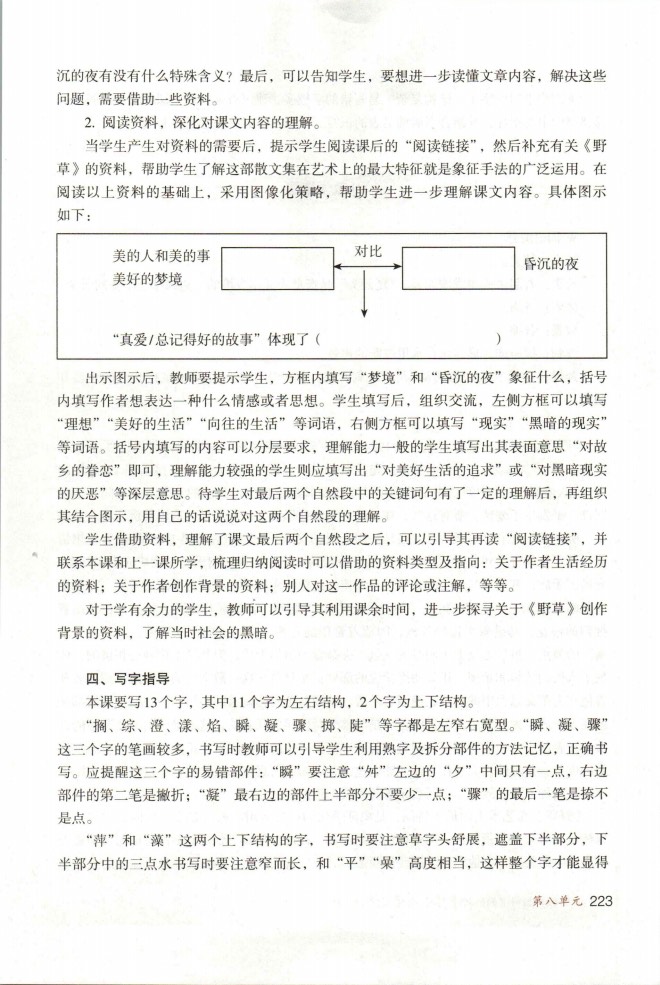 沉的夜有没有什么特殊含义？最后，可以告知学生，要想进一步读懂文章内容，解决这些
问题，需要借助一些资料。
2. 阅读资料，深化对课文内容的理解。
当学生产生对资料的需要后，提示学生阅读课后的“阅读链接”，然后补充有关《野
草》的资料，帮助学生了解这部散文集在艺术上的最大特征就是象征手法的广泛运用。在
阅读以上资料的基础上，采用图像化策略，帮助学生进一步理解课文内容。具体图示
如下：
美的人和美的事
美好的梦境
对比
昏沉的夜
“真爱/总记得好的故事”体现了（ ）
出示图示后，教师要提示学生，方框内填写“梦境”和“昏沉的夜”象征什么，括号
内填写作者想表达一种什么情感或者思想。学生填写后，组织交流，左侧方框可以填写
“理想”“美好的生活”“向往的生活”等词语，右侧方框可以填写“现实”“黑暗的现实”
等词语。括号内填写的内容可以分层要求，理解能力一般的学生填写出其表面意思“对故
乡的眷恋”即可，理解能力较强的学生则应填写出“对美好生活的追求”或“对黑暗现实
的厌恶”等深层意思。待学生对最后两个自然段中的关键词句有了一定的理解后，再组织
其结合图示，用自己的话说说对这两个自然段的理解。
学生借助资料，理解了课文最后两个自然段之后，可以引导其再读“阅读链接”，并
联系本课和上一课所学，梳理归纳阅读时可以借助的资料类型及指向：关于作者生活经历
的资料；关于作者创作背景的资料；别人对这一作品的评论或注解，等等。
对于学有余力的学生，教师可以引导其利用课余时间，进一步探寻关于《野草》创作
背景的资料，了解当时社会的黑暗。
四、写字指导
本课要写13个字，其中11个字为左右结构，2个字为上下结构。
“搁、综、澄、漾、焰、瞬、凝、骤、掷、陡”等字都是左窄右宽型。“瞬、凝、骤”
这三个字的笔画较多，书写时教师可以引导学生利用熟字及拆分部件的方法记忆，正确书
写。应提醒这三个字的易错部件：“瞬”要注意“舛”左边的“夕”中间只有一点，右边
部件的第二笔是撇折；“凝”最右边的部件上半部分不要少一点；“骤”的最后一笔是捺不
是点。
“萍”和“藻”这两个上下结构的字，书写时要注意草字头舒展，遮盖下半部分，下
半部分中的三点水书写时要注意窄而长，和“平”“喿”高度相当，这样整个字才能显得
第八单元 223